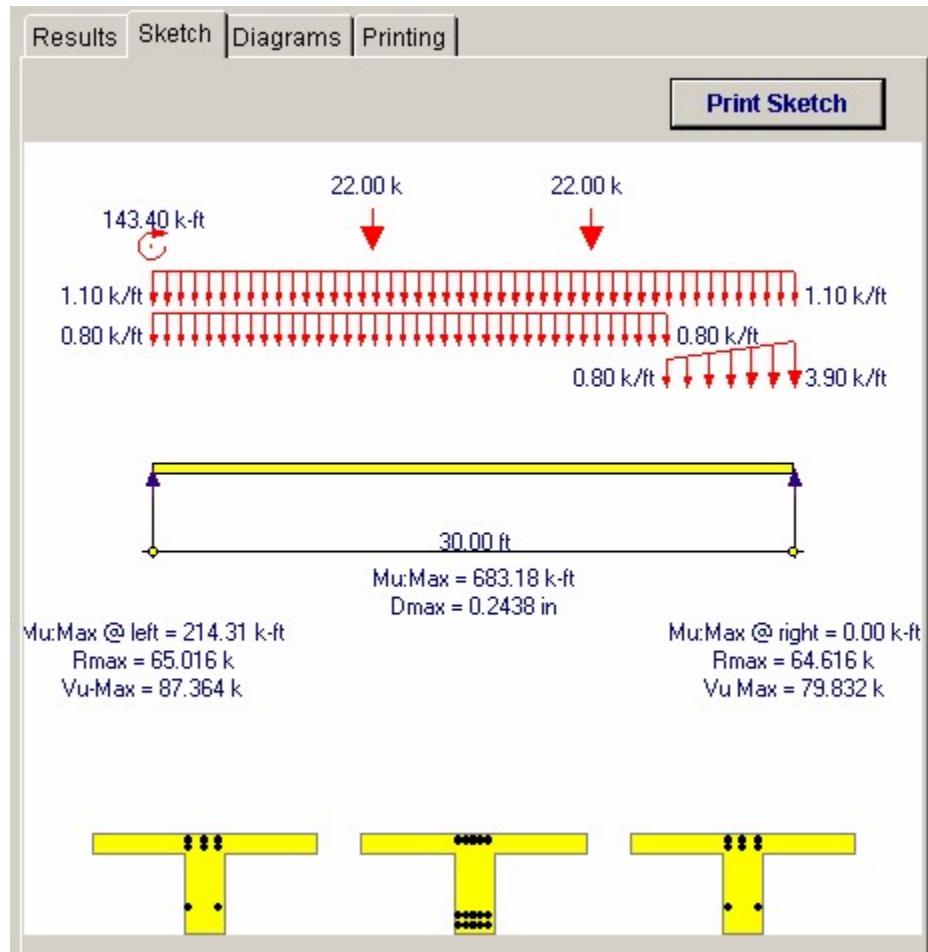 Results Sketch Diagrams Printing
Print Sketch
22.00 k 22.00 k
143.40 k-ft
1.10 k/ft 1.10 k/ft
0.80 k/ft 0.80 k/ft
0.80 k/ft 3.90 k/ft
30.00 ft
Mu:Max = 683.18 k-ft
Dmax = 0.2438 in
Mu:Max @ left = 214.31 k-ft Mu:Max @ right = 0.00 k-ft
Rmax = 65.016 k Rmax = 64.616 k
Vu-Max = 87.364 k Vu Max = 79.832 k